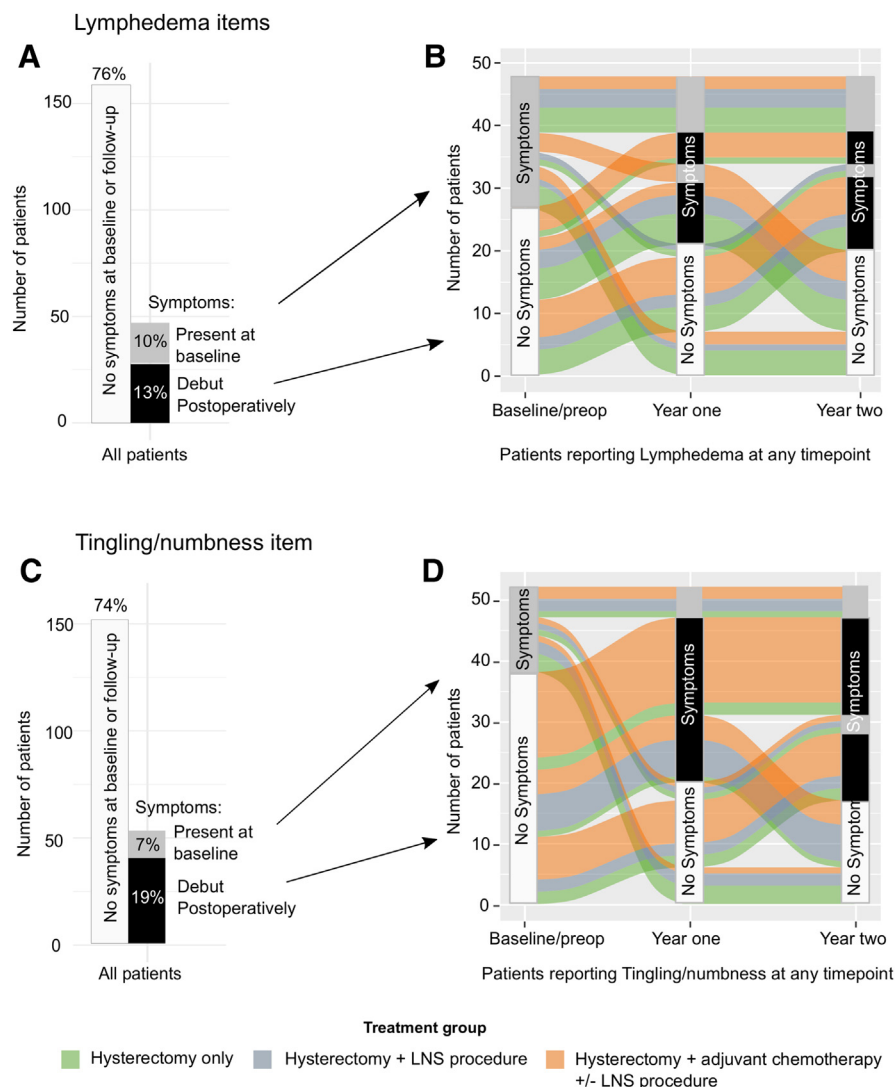 Lymphedema items
A
76%
150
100
50
0
Number of patients
No symptoms at baseline or follow-up
Symptoms:
10%
Present at
baseline
13%
Debut
Postoperatively
All patients
B
50
40
30
20
10
0
Number of patients
Symptoms
No Symptoms
Symptoms
Symptoms
No Symptoms
Symptoms
No Symptoms
Baseline/preop
Year one
Year two
Patients reporting Lymphedema at any timepoint
Tingling/numbness item
C
74%
150
100
50
0
Number of patients
No symptoms at baseline or follow-up
Symptoms:
7%
Present at
baseline
19%
Debut
Postoperatively
All patients
D
50
40
30
20
10
0
Number of patients
Symptoms
No Symptoms
Symptoms
No Symptoms
Symptoms
Symptoms
No Symptom
Baseline/preop
Year one
Year two
Patients reporting Tingling/numbness at any timepoint
Treatment group
Hysterectomy only
Hysterectomy + LNS procedure
Hysterectomy + adjuvant chemotherapy
+/- LNS procedure